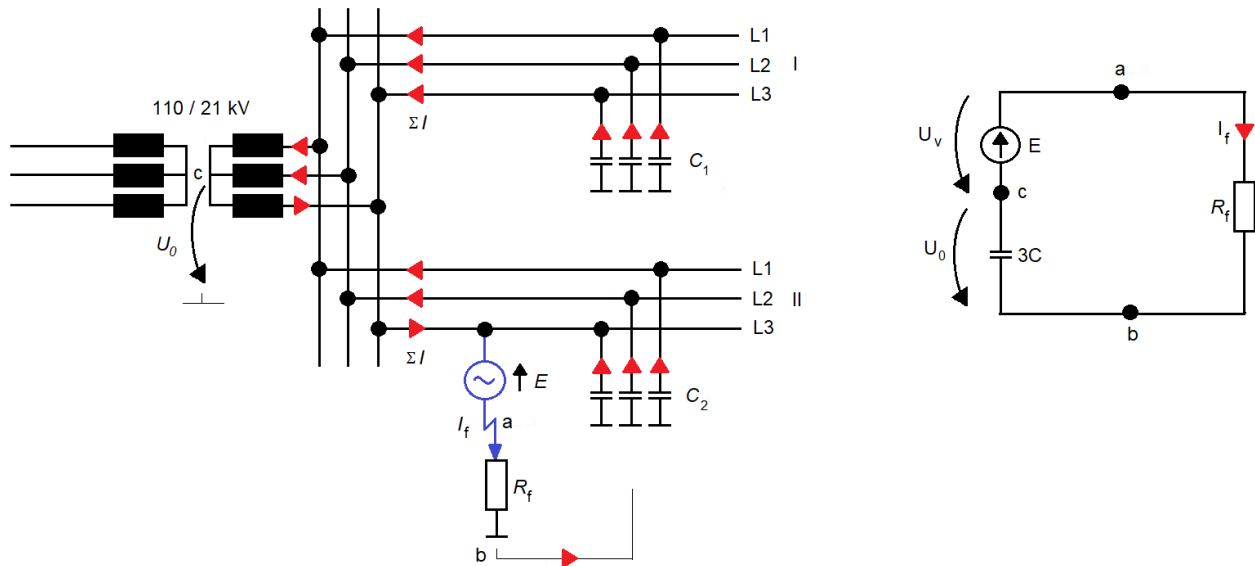 L1
ΣI
L2 I
L3
C1
110 / 21 kV
c
U0
L1
L2 II
L3
ΣI
E
C2
If
a
Rf
b
a
Uv
E
If
c
Rf
U0
3C
b